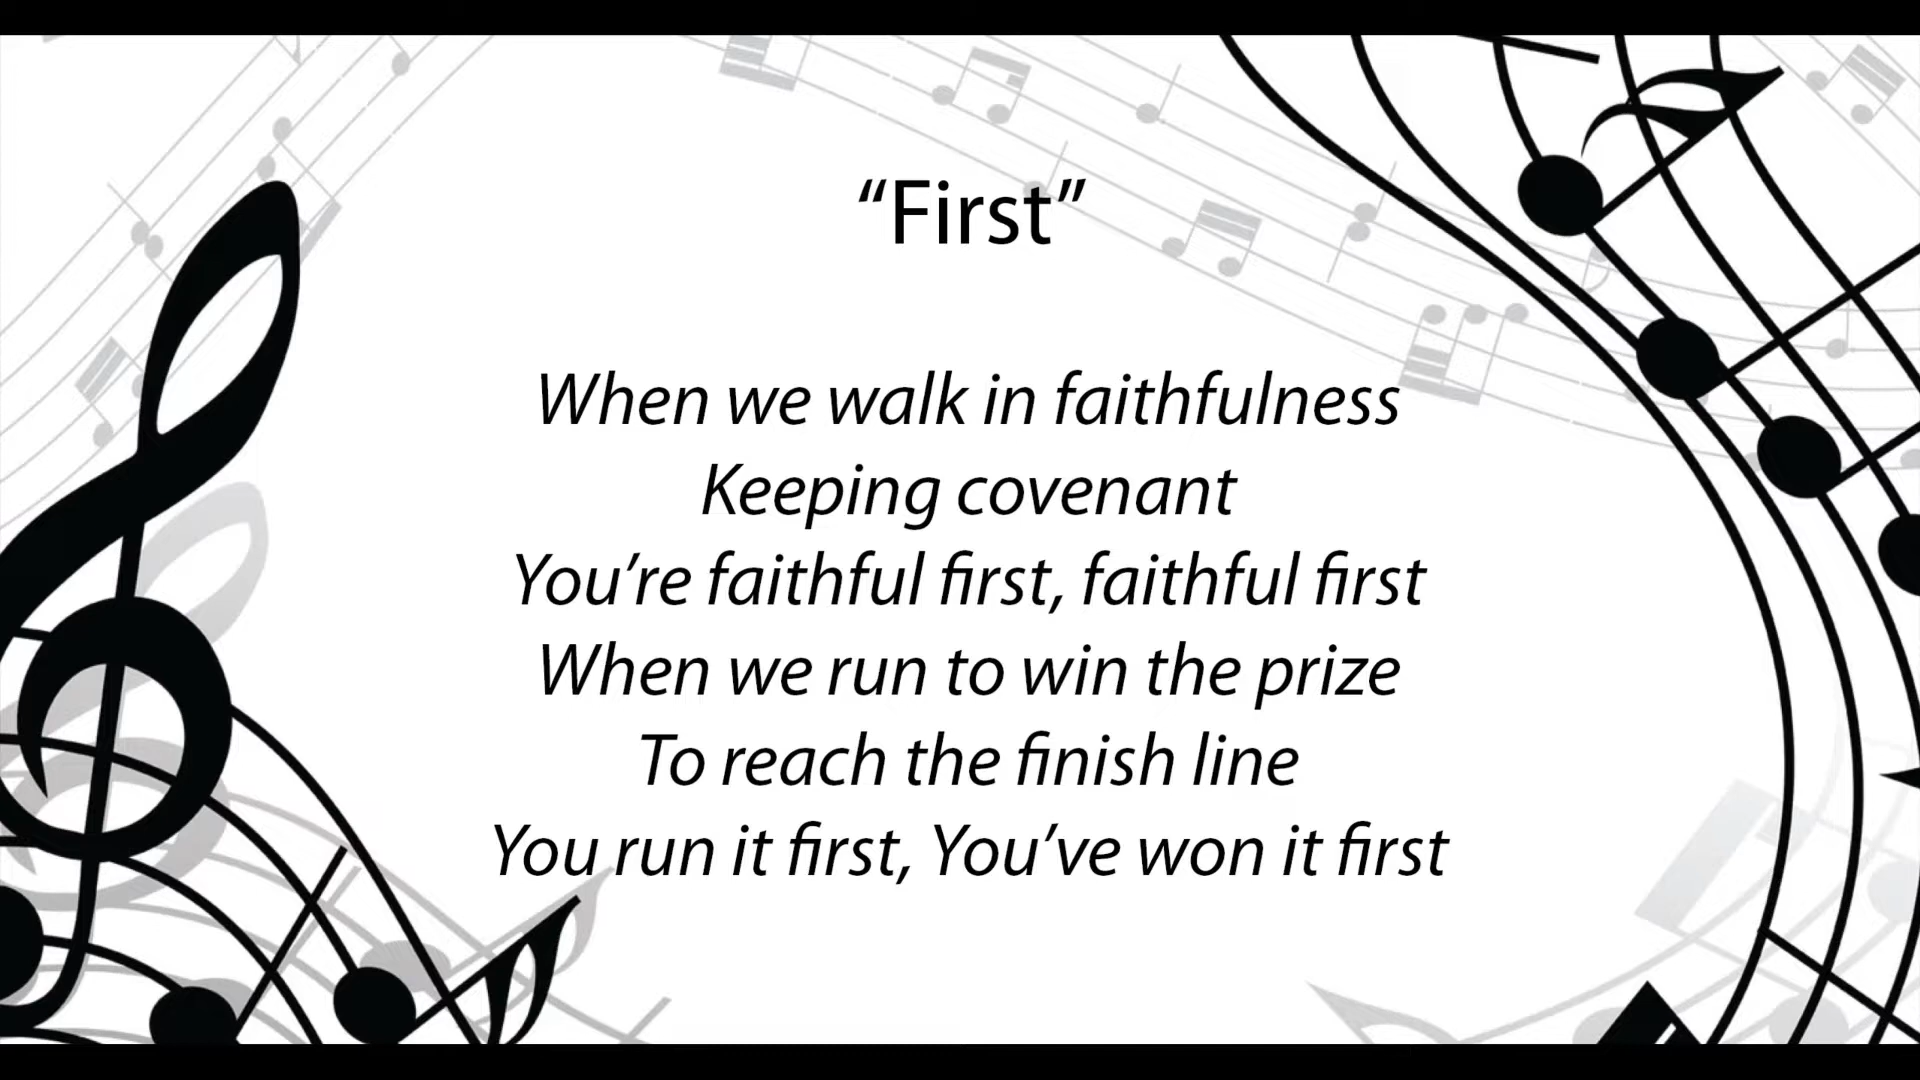 “First”
When we walk in faithfulness
Keeping covenant
You’re faithful first, faithful first
When we run to win the prize
To reach the finish line
You run it first, You’ve won it first